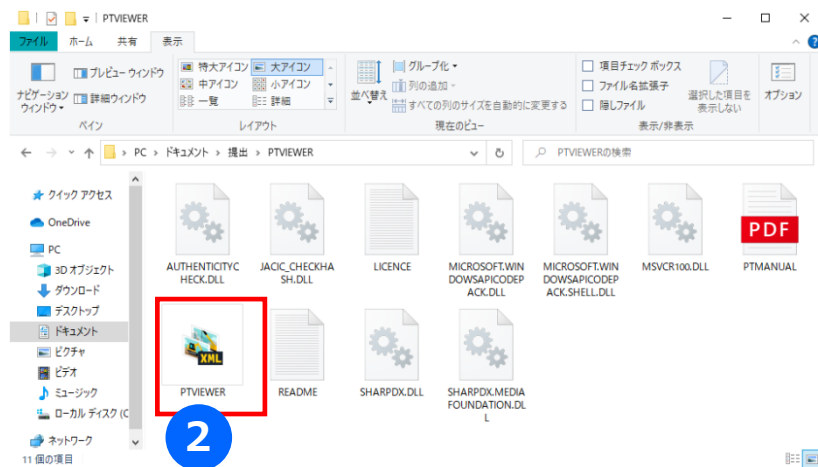 PTVIEWER
ファイル ホーム 共有 表示
ナビゲーション ウィンドウ
プレビュー ウィンドウ
詳細ウィンドウ
ペイン
特大アイコン 大アイコン
中アイコン 小アイコン
一覧 詳細
レイアウト
並べ替え
グループ化
列の追加
すべての列のサイズを自動的に変更する
現在のビュー
項目チェック ボックス
ファイル名拡張子
隠しファイル
選択した項目を
表示しない
表示/非表示
オプション
PC ドキュメント 提出 PTVIEWER
PTVIEWERの検索
クイック アクセス
OneDrive
PC
3D オブジェクト
ダウンロード
デスクトップ
ドキュメント
ピクチャ
ビデオ
ミュージック
ローカル ディスク (C
ネットワーク
AUTHENTICITYC
HECK.DLL
JACIC_CHECKHA
SH.DLL
LICENCE
MICROSOFT.WIN
DOWSAPICODEP
ACK.DLL
MICROSOFT.WIN
DOWSAPICODEP
ACK.SHELL.DLL
MSVCR100.DLL
PDF
PTMANUAL
XML
PTVIEWER
README
SHARPDX.DLL
SHARPDX.MEDIA
FOUNDATION.DL
L
2
11 個の項目